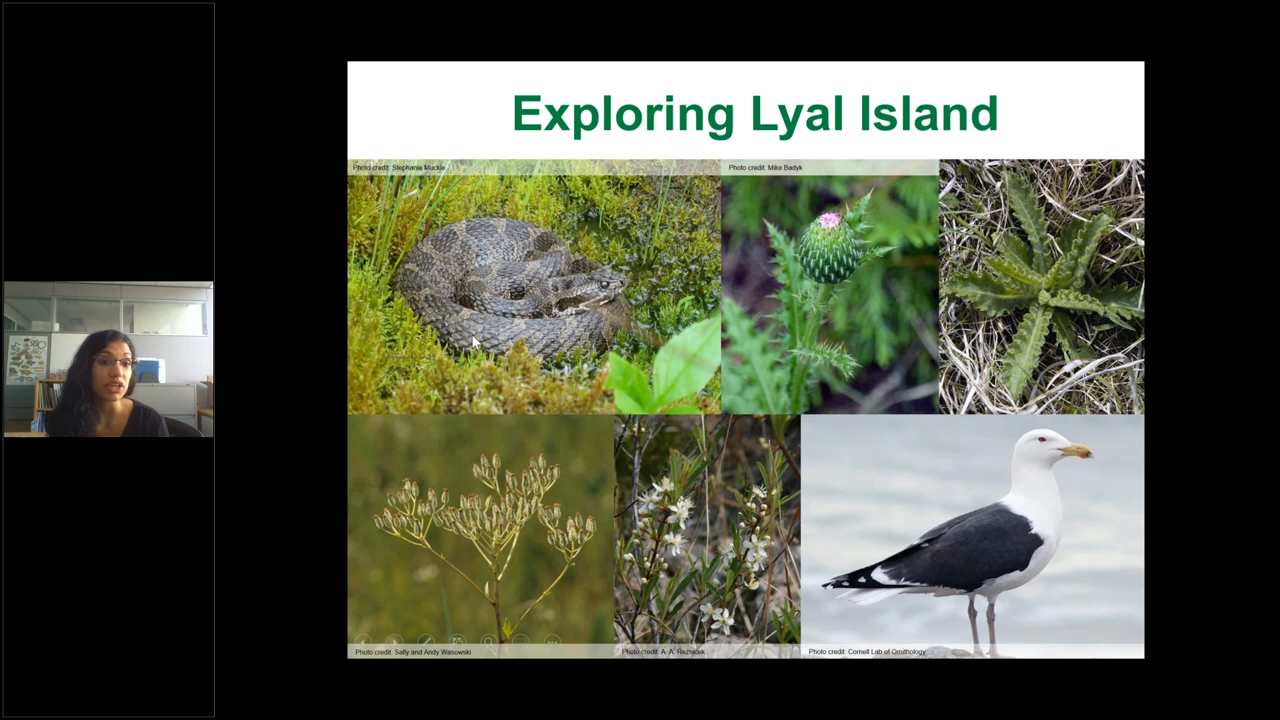 Exploring Lyal Island
Photo credit: Stephanie Muckle
Photo credit: Mike Badyk
Photo credit: Sally and Andy Wasowski
Photo credit: A. A. Reznicek
Photo credit: Cornell Lab of Ornithology